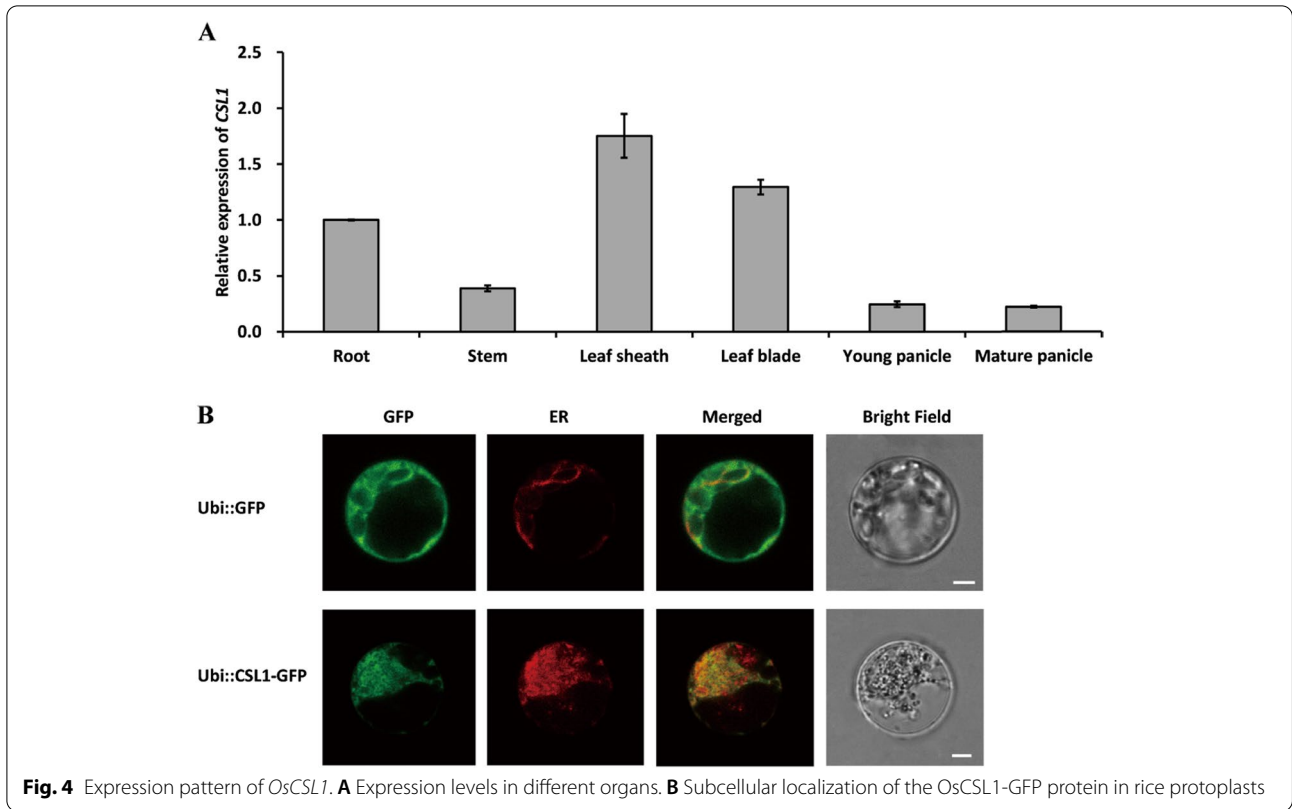 A
2.5
2.0
1.5
1.0
0.5
0.0
Relative expression of CSL1
Root Stem Leaf sheath Leaf blade Young panicle Mature panicle
B
GFP ER Merged Bright Field
Ubi::GFP
Ubi::CSL1-GFP
Fig. 4 Expression pattern of OsCSL1. A Expression levels in different organs. B Subcellular localization of the OsCSL1-GFP protein in rice protoplasts